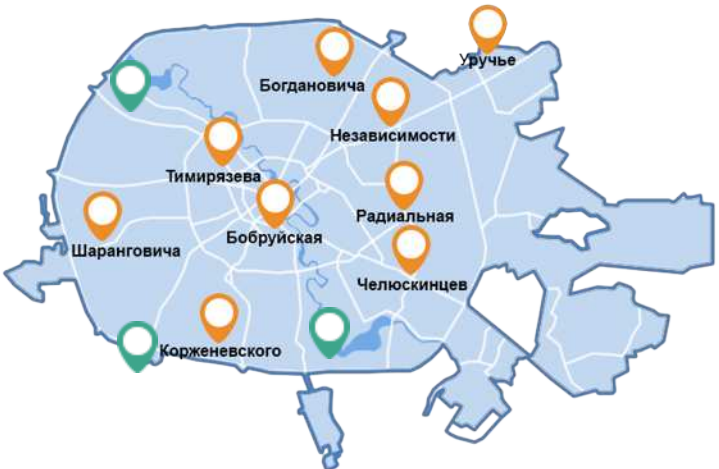 Уручье
Богдановича
Независимости
Тимирязева
Радиальная
Бобруйская
Шаранговича
Челюскинцев
Корженевского